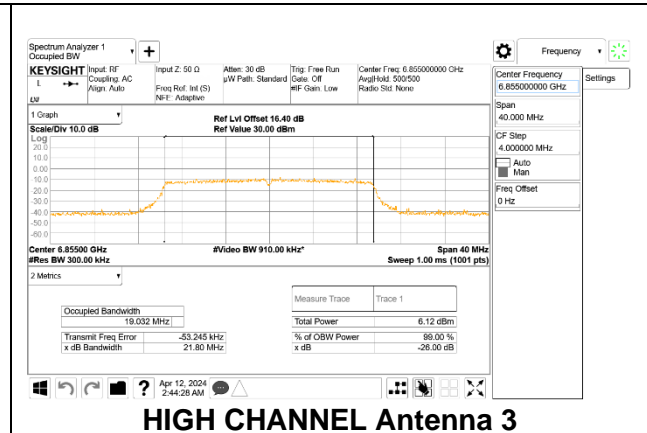 Spectrum Analyzer 1
Occupied BW
+
Frequency
KEYSIGHT
Input: RF
Coupling: AC
Align: Auto
Input Z: 50 Ω
Freq Ref: Int (S)
NFE: Adaptive
Atten: 30 dB
µW Path: Standard
Trig: Free Run
Gate: Off
#IF Gain: Low
Center Freq: 6.855000000 GHz
Avg|Hold: 500/500
Radio Std: None
L
LXI
Center Frequency
6.855000000 GHz
Settings
Span
40.000 MHz
CF Step
4.000000 MHz
Auto
Man
Freq Offset
0 Hz
1 Graph
Scale/Div 10.0 dB
Ref Lvl Offset 16.40 dB
Ref Value 30.00 dBm
Log
20.0
10.0
0.00
-10.0
-20.0
-30.0
-40.0
-50.0
-60.0
Center 6.85500 GHz
#Video BW 910.00 kHz*
Span 40 MHz
#Res BW 300.00 kHz
Sweep 1.00 ms (1001 pts)
2 Metrics
Measure Trace
Trace 1
Occupied Bandwidth
19.032 MHz
Total Power
6.12 dBm
Transmit Freq Error
-53.245 kHz
% of OBW Power
99.00 %
x dB Bandwidth
21.80 MHz
x dB
-26.00 dB
?
Apr 12, 2024
2:44:28 AM
HIGH CHANNEL Antenna 3